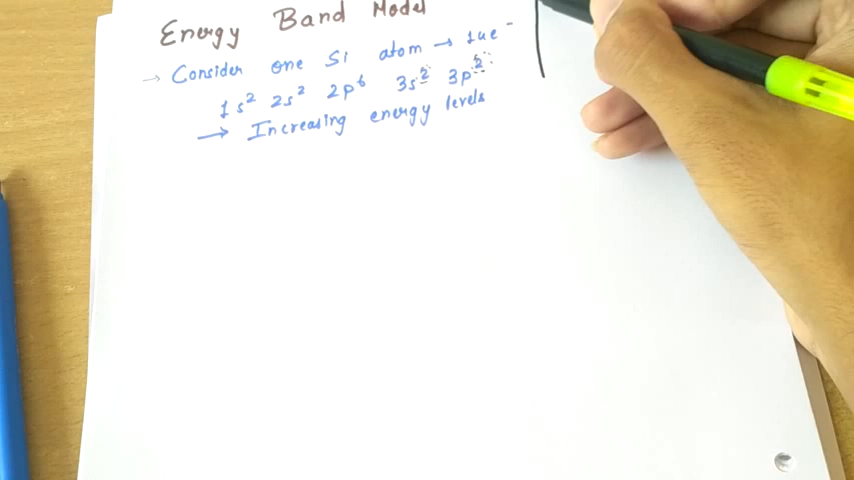 Energy Band Model
→ Consider one Si atom → 14e⁻
1s² 2s² 2p⁶ 3s² 3p²
→ Increasing energy levels